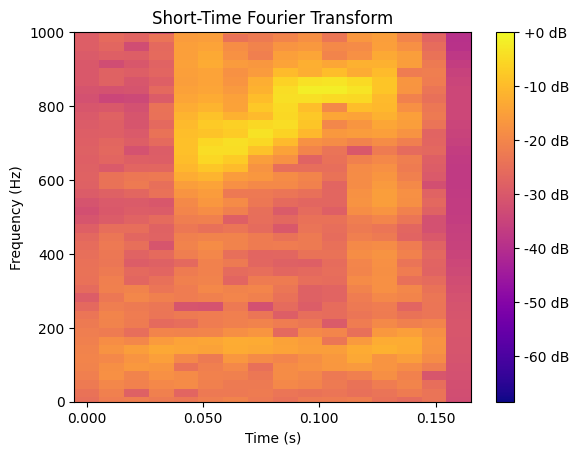 Short-Time Fourier Transform
1000
800
600
400
200
0
Frequency (Hz)
0.000
0.050
0.100
0.150
Time (s)
+0 dB
-10 dB
-20 dB
-30 dB
-40 dB
-50 dB
-60 dB